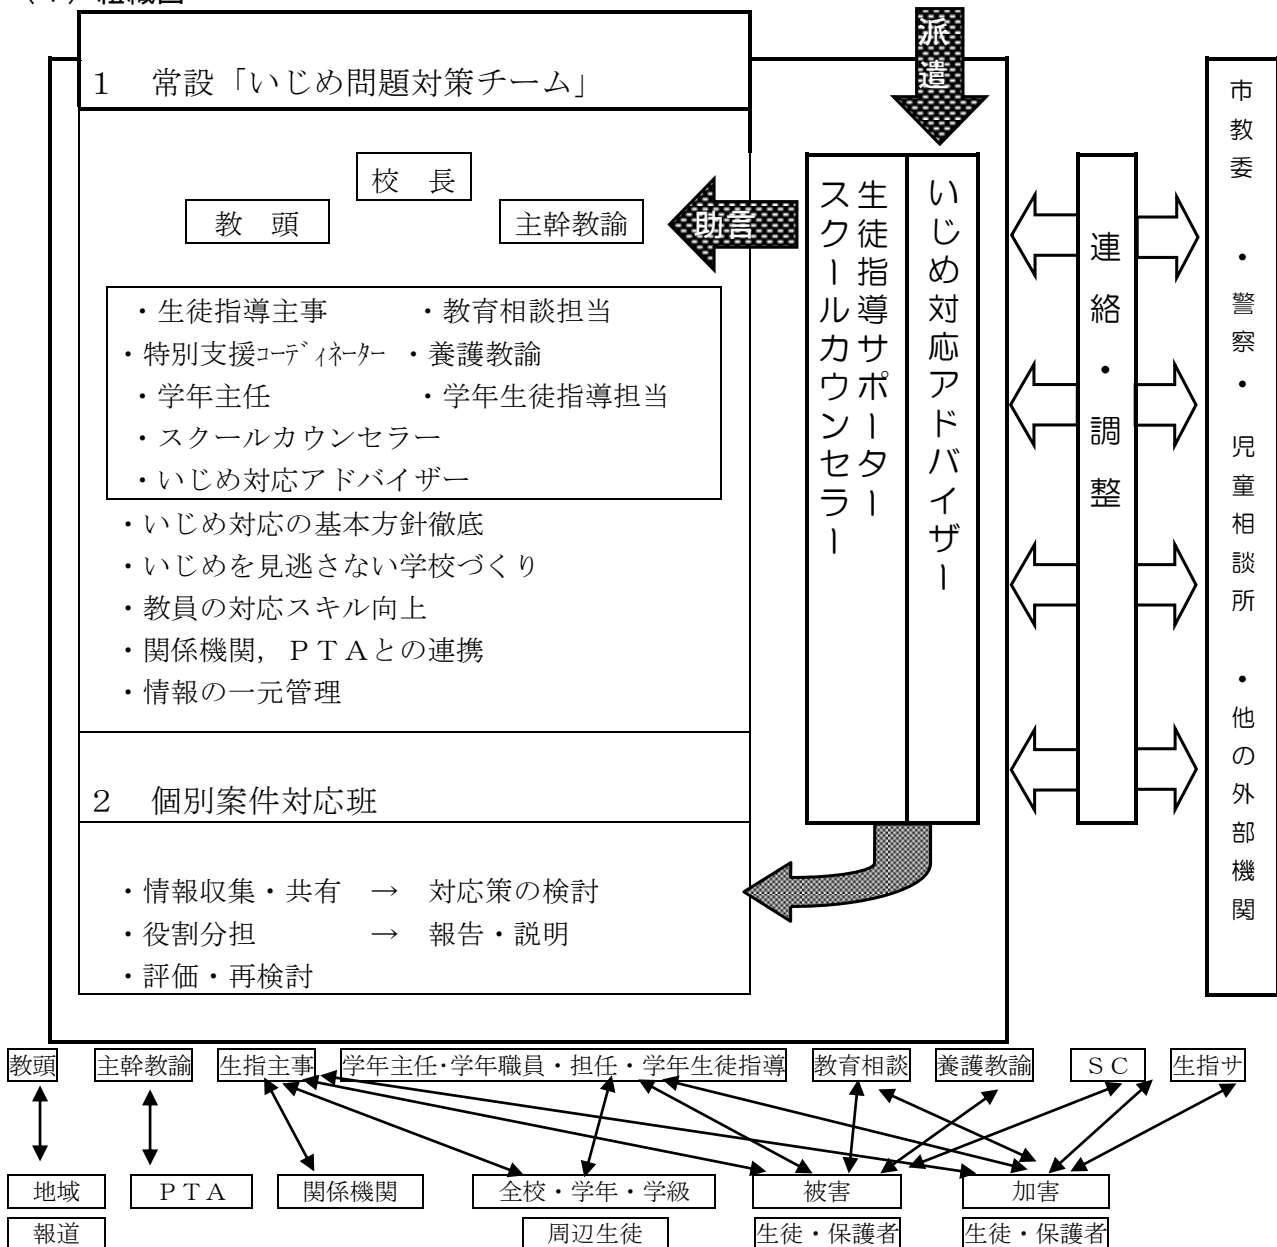 派遣
1 常設「いじめ問題対策チーム」
校 長
教 頭
主幹教諭
助言
・生徒指導主事 ・教育相談担当
・特別支援ｺｰﾃﾞｨﾈｰﾀｰ ・養護教諭
・学年主任 ・学年生徒指導担当
・スクールカウンセラー
・いじめ対応アドバイザー
・いじめ対応の基本方針徹底
・いじめを見逃さない学校づくり
・教員の対応スキル向上
・関係機関，ＰＴＡとの連携
・情報の一元管理
いじめ対応アドバイザー
生徒指導サポーター
スクールカウンセラー
連絡・調整
市教委 ・ 警察 ・ 児童相談所 ・ 他の外部機関
２ 個別案件対応班
・情報収集・共有 → 対応策の検討
・役割分担 → 報告・説明
・評価・再検討
教頭 主幹教諭 生指主事 学年主任・学年職員・担任・学年生徒指導 教育相談 養護教諭 ＳＣ 生指サ
地域 ＰＴＡ 関係機関 全校・学年・学級 被害 加害
報道 周辺生徒 生徒・保護者 生徒・保護者